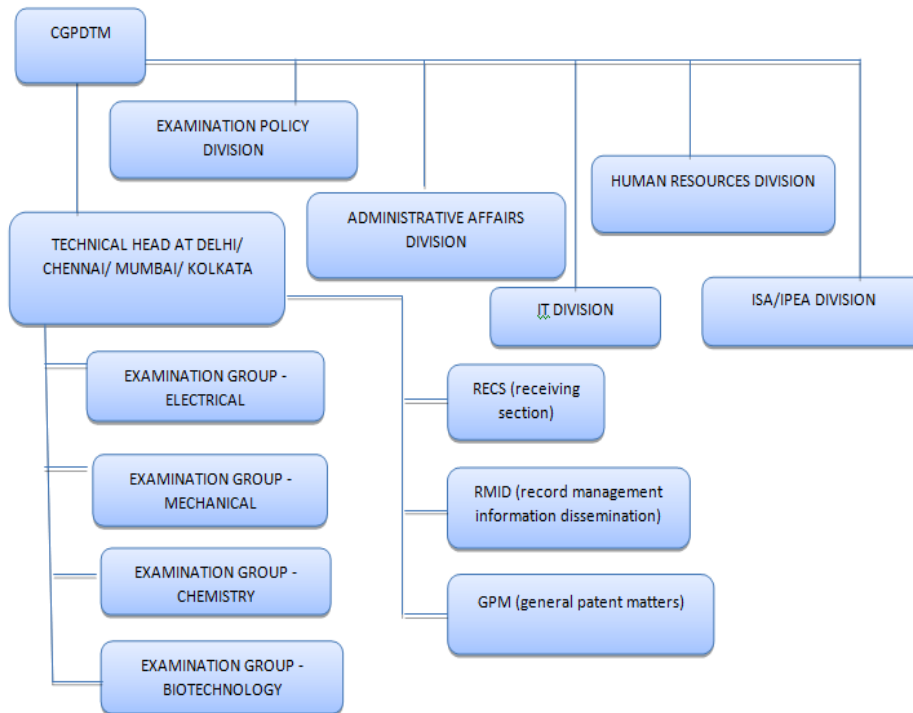 CGPDTM
EXAMINATION POLICY
DIVISION
HUMAN RESOURCES DIVISION
ADMINISTRATIVE AFFAIRS
DIVISION
TECHNICAL HEAD AT DELHI/
CHENNAI/ MUMBAI/ KOLKATA
IT DIVISION
ISA/IPEA DIVISION
EXAMINATION GROUP -
ELECTRICAL
EXAMINATION GROUP -
MECHANICAL
EXAMINATION GROUP -
CHEMISTRY
EXAMINATION GROUP -
BIOTECHNOLOGY
RECS (receiving
section)
RMID (record management
information dissemination)
GPM (general patent matters)